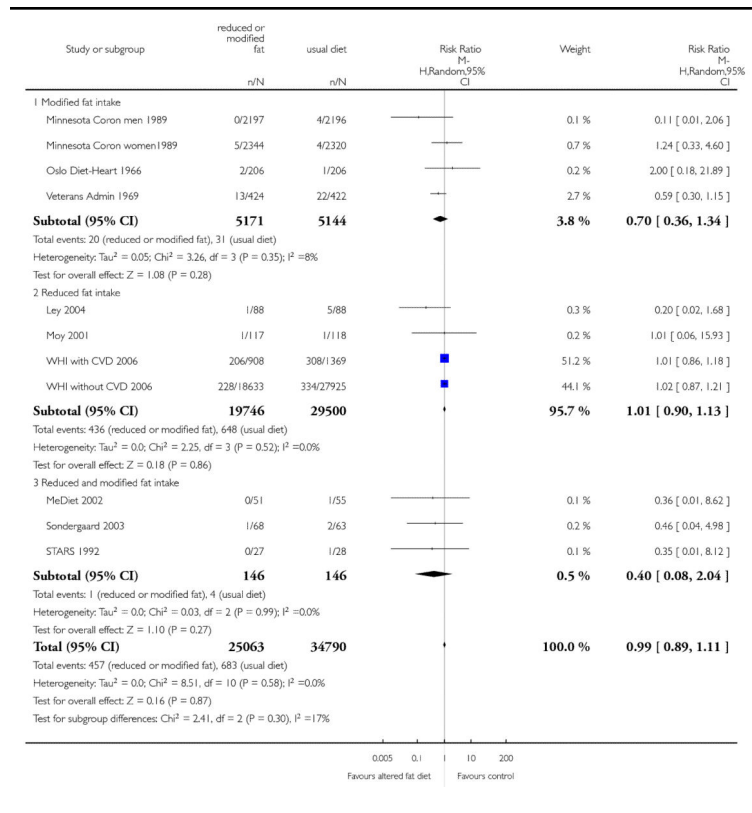 reduced or
modified
Study or subgroup fat usual diet Risk Ratio Weight Risk Ratio
M- M-
H,Random,95% H,Random,95%
n/N n/N CI CI
1 Modified fat intake
Minnesota Coron men 1989 0/2197 4/2196 0.1 % 0.11 [ 0.01, 2.06 ]
Minnesota Coron women1989 5/2344 4/2320 0.7 % 1.24 [ 0.33, 4.60 ]
Oslo Diet-Heart 1966 2/206 1/206 0.2 % 2.00 [ 0.18, 21.89 ]
Veterans Admin 1969 13/424 22/422 2.7 % 0.59 [ 0.30, 1.15 ]
Subtotal (95% CI) 5171 5144 3.8 % 0.70 [ 0.36, 1.34 ]
Total events: 20 (reduced or modified fat), 31 (usual diet)
Heterogeneity: Tau² = 0.05; Chi² = 3.26, df = 3 (P = 0.35); I² =8%
Test for overall effect: Z = 1.08 (P = 0.28)
2 Reduced fat intake
Ley 2004 1/88 5/88 0.3 % 0.20 [ 0.02, 1.68 ]
Moy 2001 1/117 1/118 0.2 % 1.01 [ 0.06, 15.93 ]
WHI with CVD 2006 206/908 308/1369 51.2 % 1.01 [ 0.86, 1.18 ]
WHI without CVD 2006 228/18633 334/27925 44.1 % 1.02 [ 0.87, 1.21 ]
Subtotal (95% CI) 19746 29500 95.7 % 1.01 [ 0.90, 1.13 ]
Total events: 436 (reduced or modified fat), 648 (usual diet)
Heterogeneity: Tau² = 0.0; Chi² = 2.25, df = 3 (P = 0.52); I² =0.0%
Test for overall effect: Z = 0.18 (P = 0.86)
3 Reduced and modified fat intake
MeDiet 2002 0/51 1/55 0.1 % 0.36 [ 0.01, 8.62 ]
Sondergaard 2003 1/68 2/63 0.2 % 0.46 [ 0.04, 4.98 ]
STARS 1992 0/27 1/28 0.1 % 0.35 [ 0.01, 8.12 ]
Subtotal (95% CI) 146 146 0.5 % 0.40 [ 0.08, 2.04 ]
Total events: 1 (reduced or modified fat), 4 (usual diet)
Heterogeneity: Tau² = 0.0; Chi² = 0.03, df = 2 (P = 0.99); I² =0.0%
Test for overall effect: Z = 1.10 (P = 0.27)
Total (95% CI) 25063 34790 100.0 % 0.99 [ 0.89, 1.11 ]
Total events: 457 (reduced or modified fat), 683 (usual diet)
Heterogeneity: Tau² = 0.0; Chi² = 8.51, df = 10 (P = 0.58); I² =0.0%
Test for overall effect: Z = 0.16 (P = 0.87)
Test for subgroup differences: Chi² = 2.41, df = 2 (P = 0.30), I² =17%
0.005 0.1 1 10 200
Favours altered fat diet Favours control